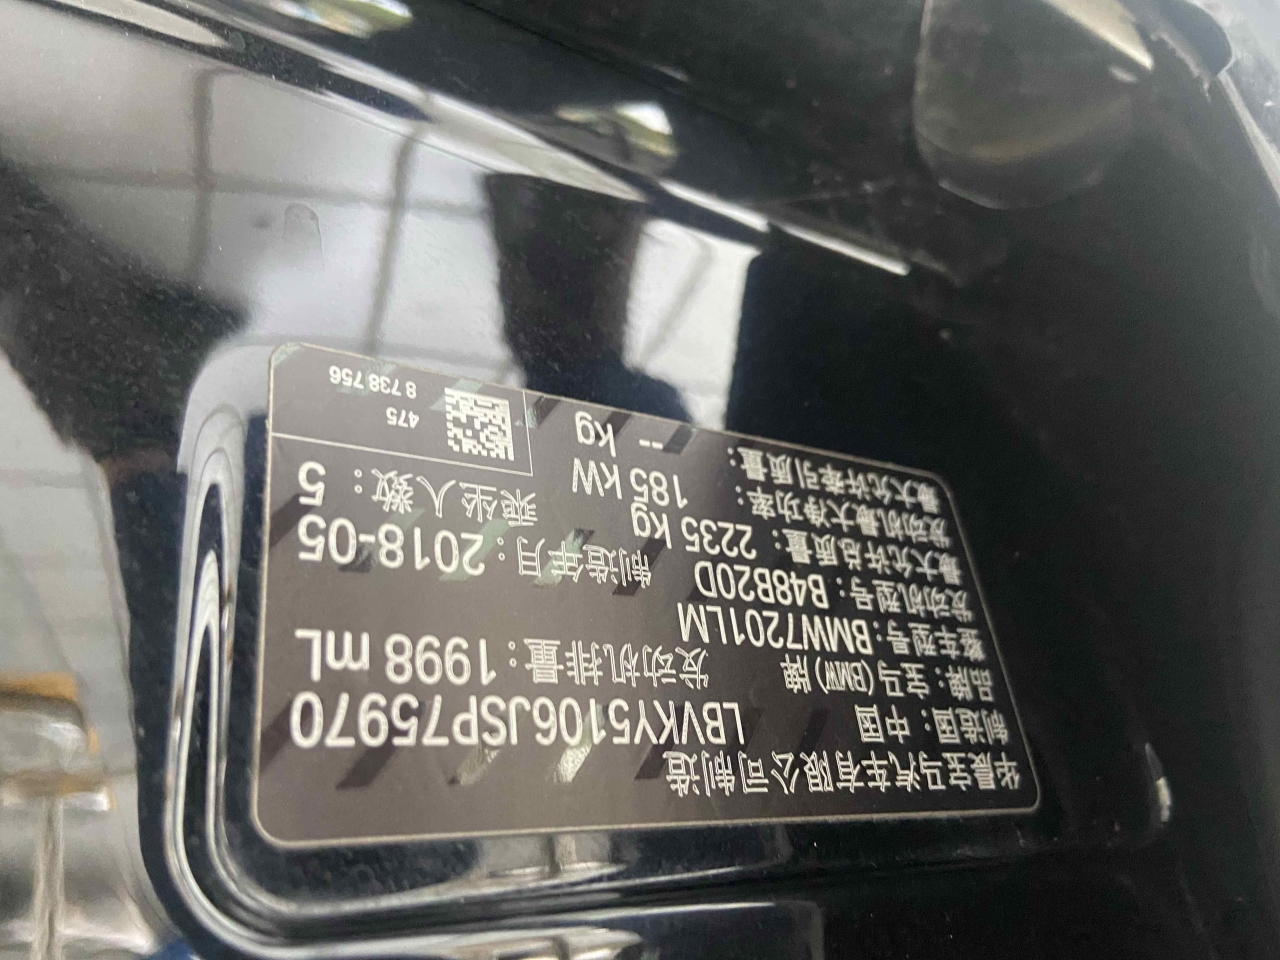 华晨宝马汽车有限公司制造
制造国：中国 LBVKY5106JSP75970
品牌：宝马(BMW)牌 发动机排量：1998 mL
整车型号：BMW7201LM
发动机型号：B48B20D 制造年月：2018-05
最大允许总质量：2235 kg
发动机最大净功率：185 kW 乘坐人数：5
最大允许牵引质量：-- kg
475
8 738 756